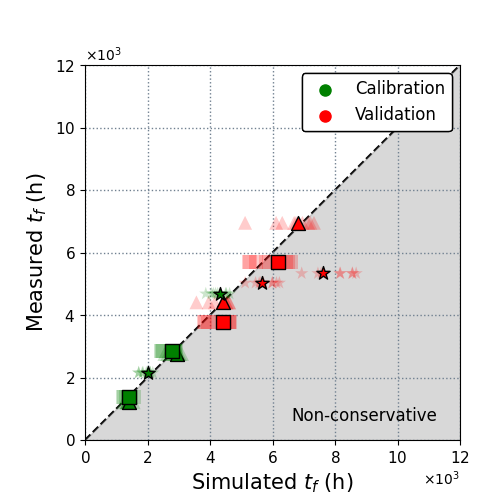 ×10³
12
10
8
6
4
2
0
Measured t_f (h)
Calibration
Validation
Non-conservative
0 2 4 6 8 10 12
Simulated t_f (h)
×10³